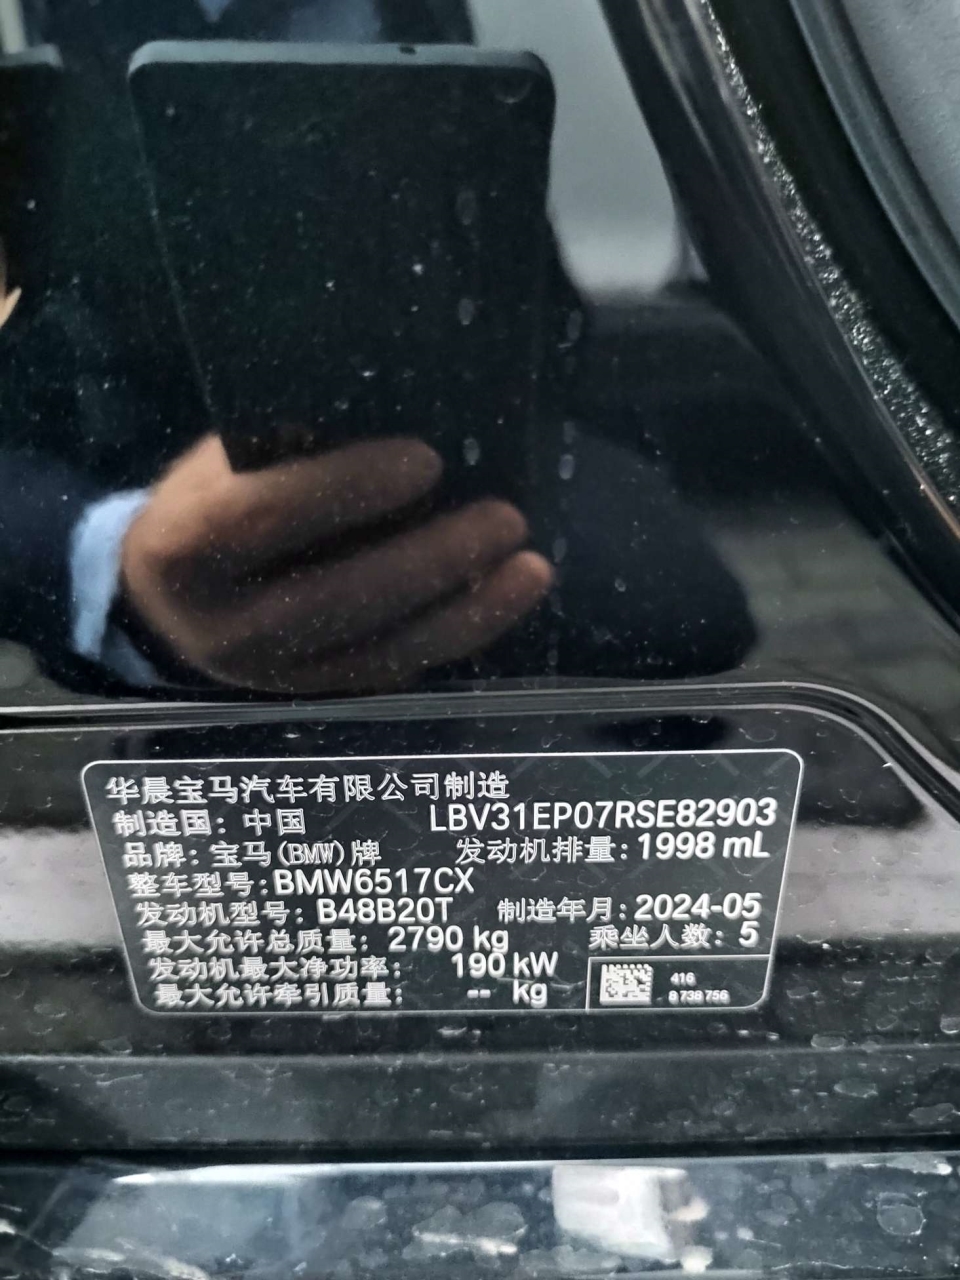 华晨宝马汽车有限公司制造
制造国：中国 LBV31EP07RSE82903
品牌：宝马(BMW)牌 发动机排量：1998 mL
整车型号：BMW6517CX
发动机型号：B48B20T 制造年月：2024-05
最大允许总质量：2790 kg 乘坐人数：5
发动机最大净功率：190 kW
最大允许牵引质量：-- kg
416
8 738 756